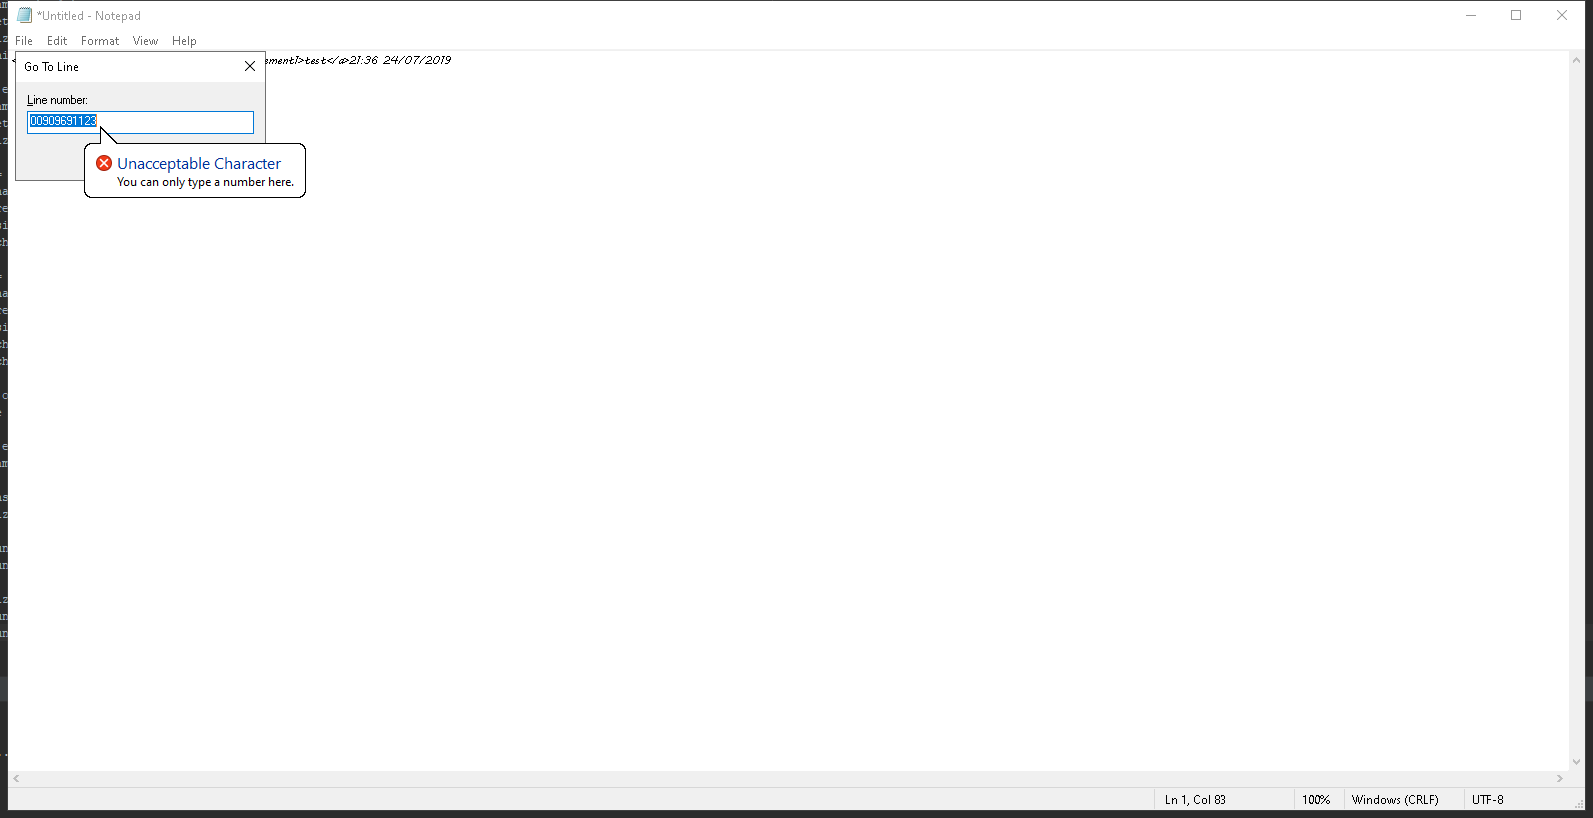 *Untitled - Notepad
File Edit Format View Help
Go To Line
sment1>test</a>21:36 24/07/2019
Line number:
00909691123
Unacceptable Character
You can only type a number here.
Ln 1, Col 83
100%
Windows (CRLF)
UTF-8